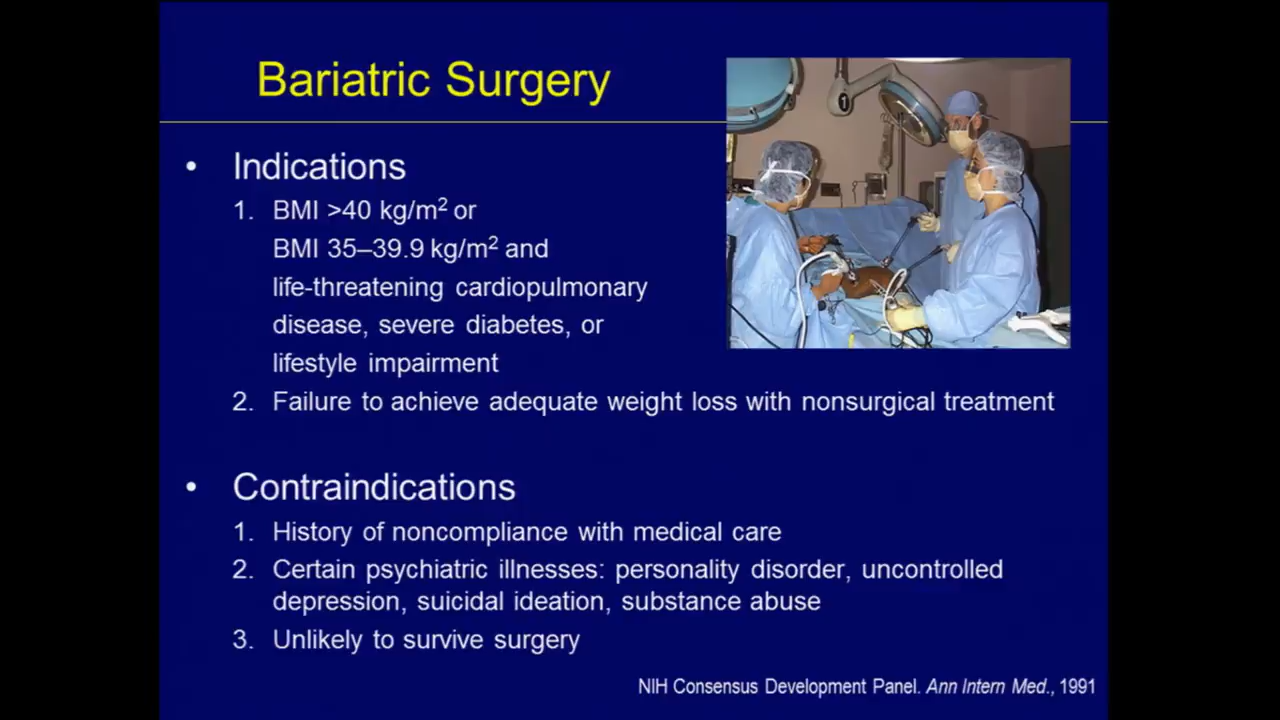 Bariatric Surgery
1
• Indications
1. BMI >40 kg/m² or
BMI 35–39.9 kg/m² and
life-threatening cardiopulmonary
disease, severe diabetes, or
lifestyle impairment
2. Failure to achieve adequate weight loss with nonsurgical treatment
• Contraindications
1. History of noncompliance with medical care
2. Certain psychiatric illnesses: personality disorder, uncontrolled
depression, suicidal ideation, substance abuse
3. Unlikely to survive surgery
NIH Consensus Development Panel. Ann Intern Med., 1991